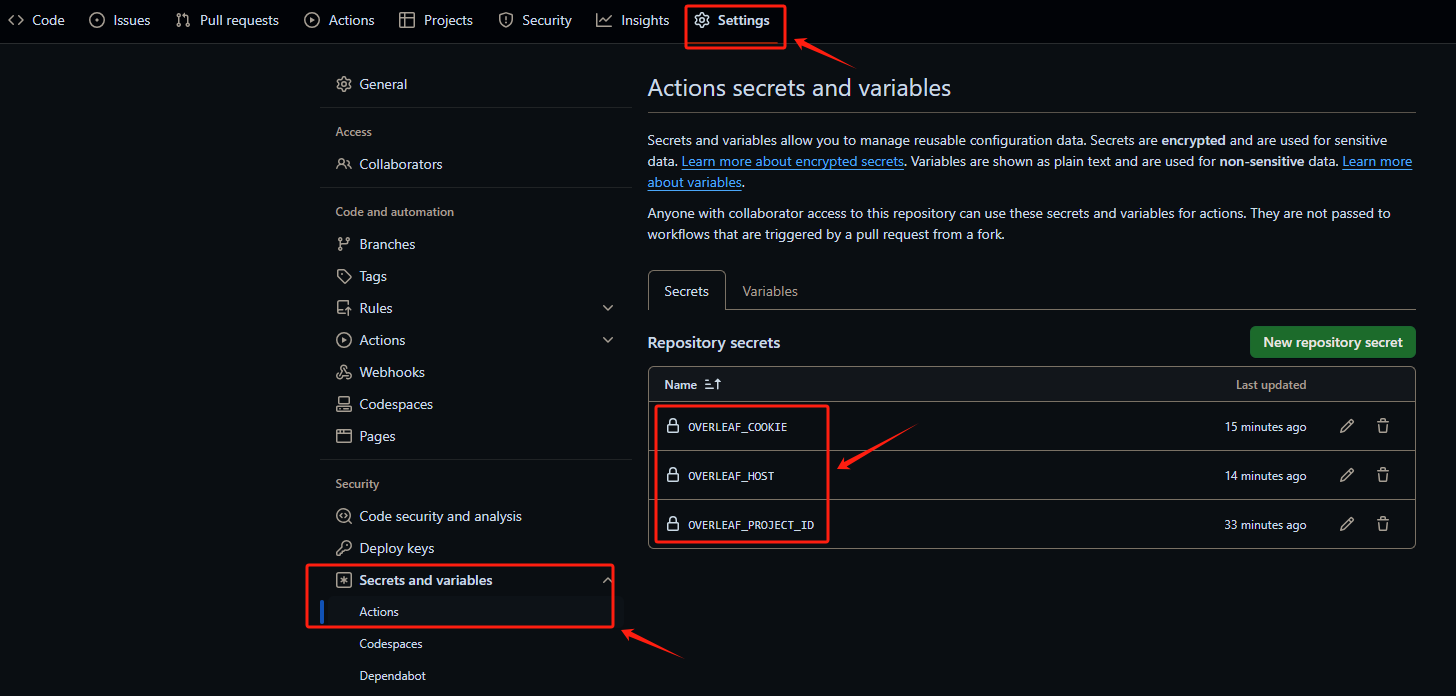 Code Issues Pull requests Actions Projects Security Insights Settings
General
Access
Collaborators
Code and automation
Branches
Tags
Rules
Actions
Webhooks
Codespaces
Pages
Security
Code security and analysis
Deploy keys
Secrets and variables
Actions
Codespaces
Dependabot
Actions secrets and variables
Secrets and variables allow you to manage reusable configuration data. Secrets are encrypted and are used for sensitive
data. Learn more about encrypted secrets. Variables are shown as plain text and are used for non-sensitive data. Learn more
about variables.
Anyone with collaborator access to this repository can use these secrets and variables for actions. They are not passed to
workflows that are triggered by a pull request from a fork.
Secrets Variables
Repository secrets New repository secret
Name Last updated
OVERLEAF_COOKIE 15 minutes ago
OVERLEAF_HOST 14 minutes ago
OVERLEAF_PROJECT_ID 33 minutes ago